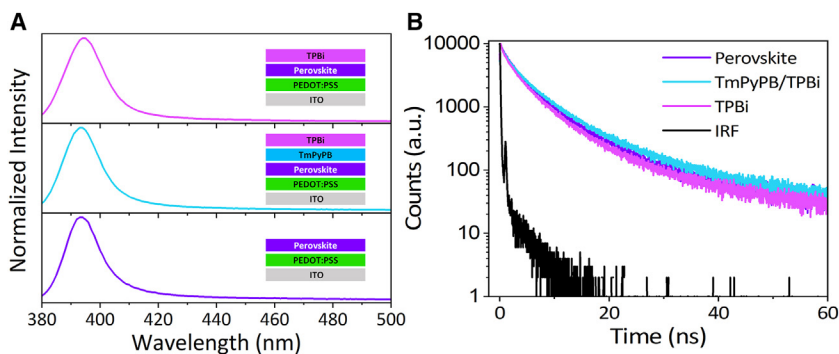 A
Normalized Intensity
TPBi
Perovskite
PEDOT:PSS
ITO
TPBi
TmPyPB
Perovskite
PEDOT:PSS
ITO
Perovskite
PEDOT:PSS
ITO
380 400 420 440 460 480 500
Wavelength (nm)
B
Counts (a.u.)
10000
1000
100
10
1
Perovskite
TmPyPB/TPBi
TPBi
IRF
0 20 40 60
Time (ns)